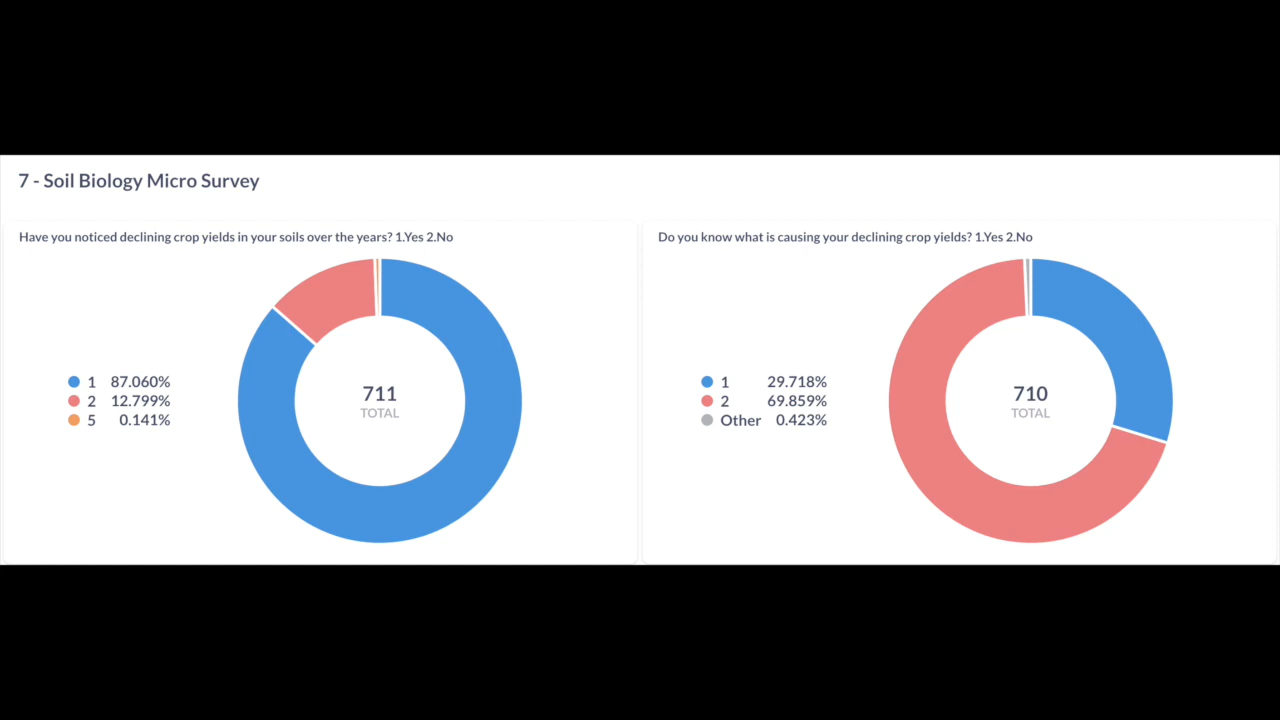 7 - Soil Biology Micro Survey
Have you noticed declining crop yields in your soils over the years? 1.Yes 2.No
1 87.060%
2 12.799%
5 0.141%
711
TOTAL
Do you know what is causing your declining crop yields? 1.Yes 2.No
1 29.718%
2 69.859%
Other 0.423%
710
TOTAL